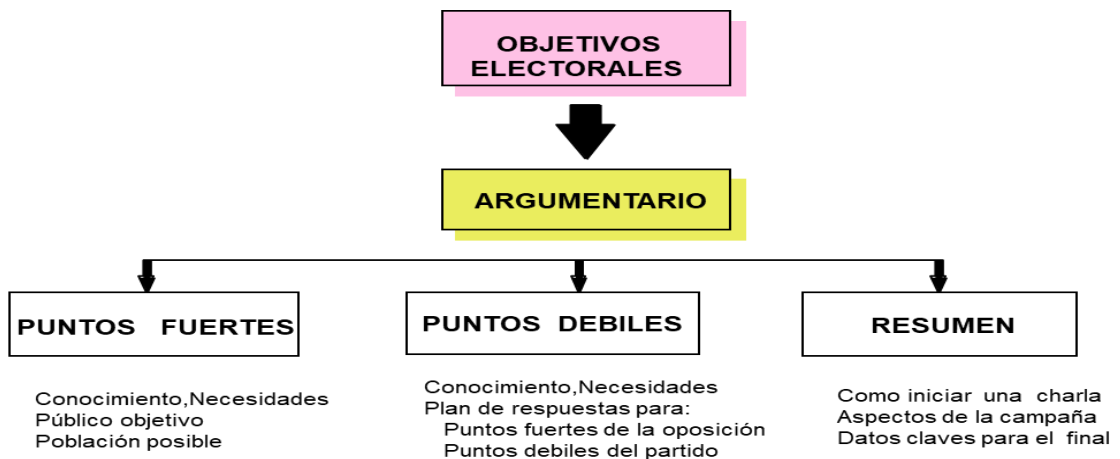 OBJETIVOS
ELECTORALES
ARGUMENTARIO
PUNTOS FUERTES
Conocimiento,Necesidades
Público objetivo
Población posible
PUNTOS DEBILES
Conocimiento,Necesidades
Plan de respuestas para:
Puntos fuertes de la oposición
Puntos debiles del partido
RESUMEN
Como iniciar una charla
Aspectos de la campaña
Datos claves para el final